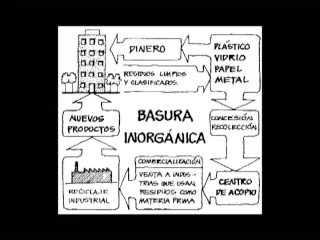 DINERO
RESIDUOS LIMPIOS
Y CLASIFICADOS.
PLÁSTICO
VIDRIO
PAPEL
METAL
NUEVOS
PRODUCTOS
BASURA
INORGÁNICA
CONCESIÓN
RECOLECCIÓN
RECICLAJE
INDUSTRIAL
COMERCIALIZACIÓN
VENTA A INDUS-
TRIAS QUE USAN
RESIDUOS COMO
MATERIA PRIMA
CENTRO
DE ACOPIO